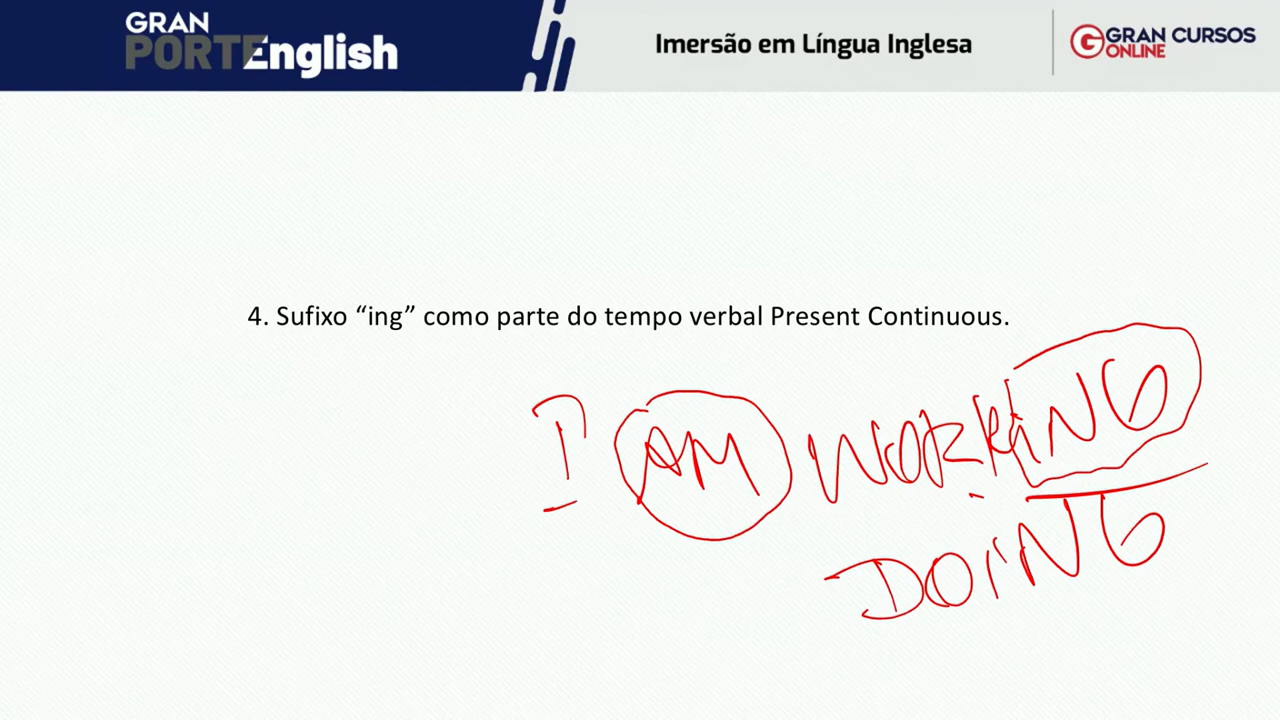 GRAN
PORTEnglish
Imersão em Língua Inglesa
GRAN CURSOS
ONLINE
4. Sufixo “ing” como parte do tempo verbal Present Continuous.
I AM WORKING
DOING